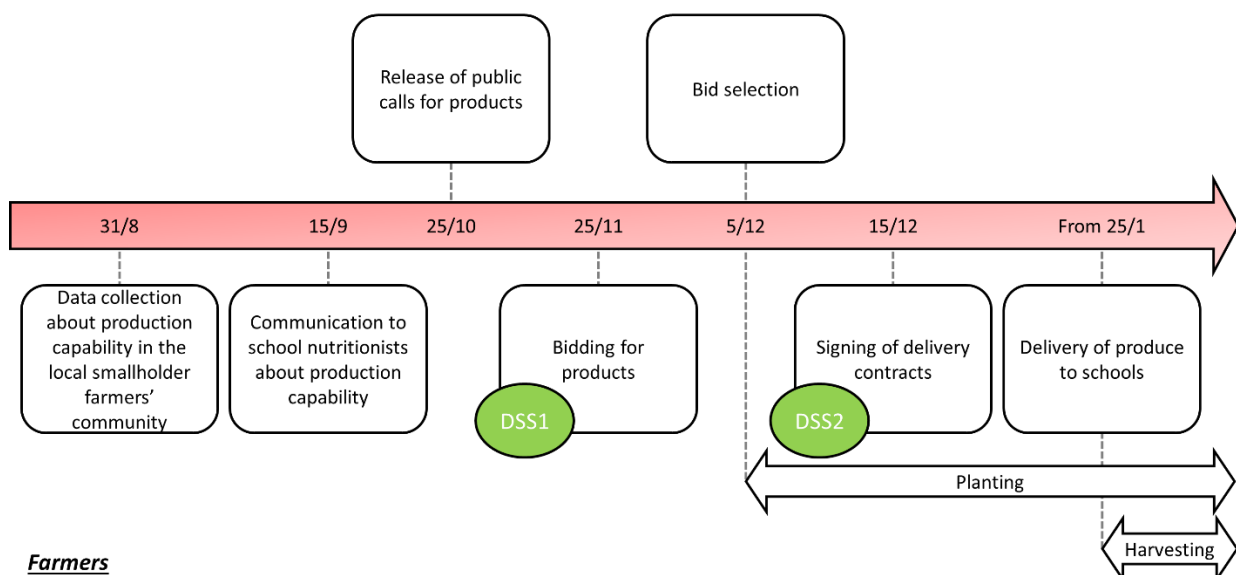 Release of public
calls for products
Bid selection
31/8
15/9
25/10
25/11
5/12
15/12
From 25/1
Data collection
about production
capability in the
local smallholder
farmers’
community
Communication to
school nutritionists
about production
capability
Bidding for
products
DSS1
Signing of delivery
contracts
DSS2
Delivery of produce
to schools
Planting
Harvesting
Farmers